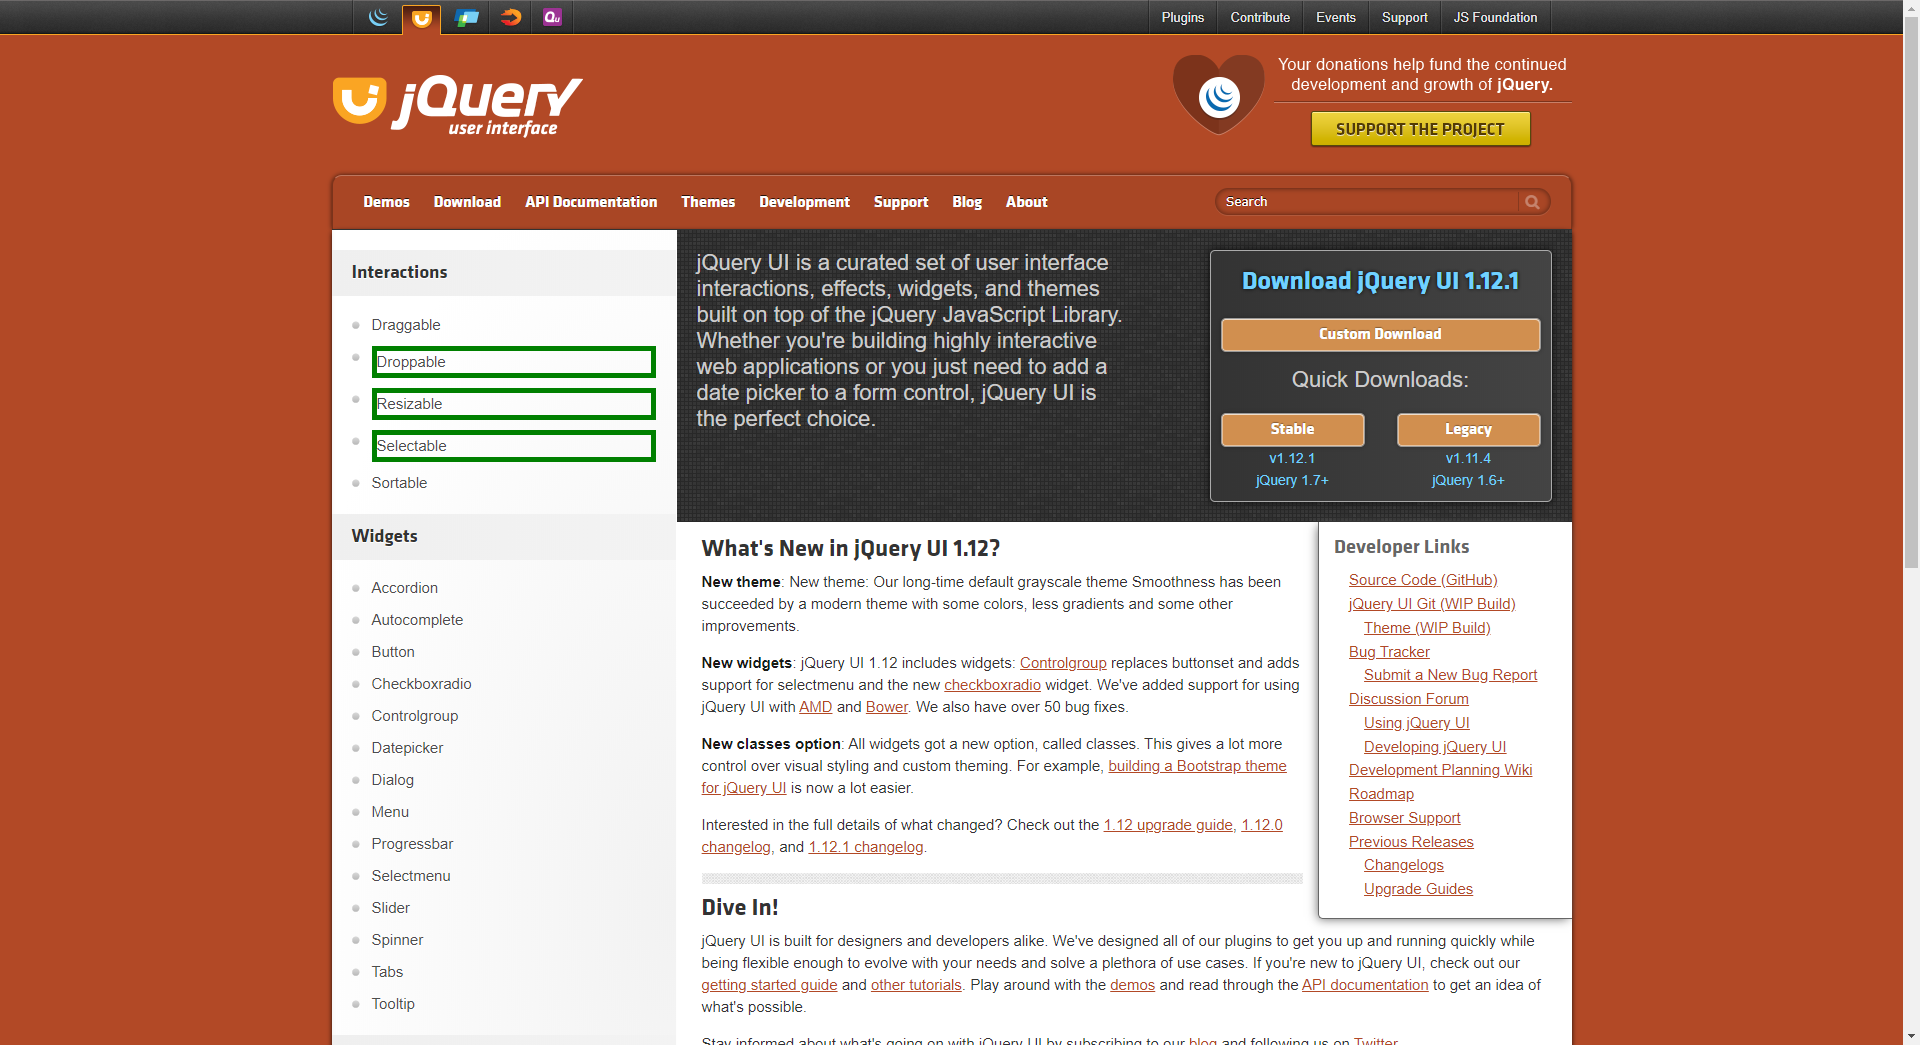 Plugins
Contribute
Events
Support
JS Foundation
jQuery
user interface
Your donations help fund the continued
development and growth of jQuery.
SUPPORT THE PROJECT
Demos
Download
API Documentation
Themes
Development
Support
Blog
About
Search
Interactions
Draggable
Droppable
Resizable
Selectable
Sortable
Widgets
Accordion
Autocomplete
Button
Checkboxradio
Controlgroup
Datepicker
Dialog
Menu
Progressbar
Selectmenu
Slider
Spinner
Tabs
Tooltip
jQuery UI is a curated set of user interface
interactions, effects, widgets, and themes
built on top of the jQuery JavaScript Library.
Whether you're building highly interactive
web applications or you just need to add a
date picker to a form control, jQuery UI is
the perfect choice.
Download jQuery UI 1.12.1
Custom Download
Quick Downloads:
Stable
v1.12.1
jQuery 1.7+
Legacy
v1.11.4
jQuery 1.6+
What's New in jQuery UI 1.12?
New theme: New theme: Our long-time default grayscale theme Smoothness has been
succeeded by a modern theme with some colors, less gradients and some other
improvements.
New widgets: jQuery UI 1.12 includes widgets: Controlgroup replaces buttonset and adds
support for selectmenu and the new checkboxradio widget. We've added support for using
jQuery UI with AMD and Bower. We also have over 50 bug fixes.
New classes option: All widgets got a new option, called classes. This gives a lot more
control over visual styling and custom theming. For example, building a Bootstrap theme
for jQuery UI is now a lot easier.
Interested in the full details of what changed? Check out the 1.12 upgrade guide, 1.12.0
changelog, and 1.12.1 changelog.
Developer Links
Source Code (GitHub)
jQuery UI Git (WIP Build)
Theme (WIP Build)
Bug Tracker
Submit a New Bug Report
Discussion Forum
Using jQuery UI
Developing jQuery UI
Development Planning Wiki
Roadmap
Browser Support
Previous Releases
Changelogs
Upgrade Guides
Dive In!
jQuery UI is built for designers and developers alike. We've designed all of our plugins to get you up and running quickly while
being flexible enough to evolve with your needs and solve a plethora of use cases. If you're new to jQuery UI, check out our
getting started guide and other tutorials. Play around with the demos and read through the API documentation to get an idea of
what's possible.
Stay informed about what's going on with jQuery UI by subscribing to our blog and following us on Twitter.